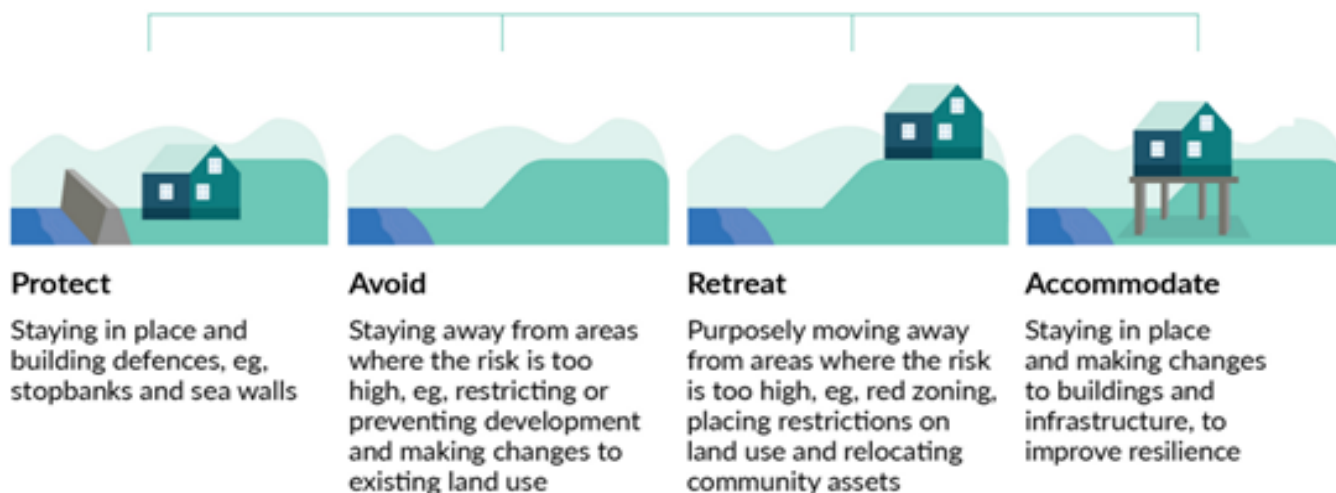 Protect
Staying in place and
building defences, eg,
stopbanks and sea walls
Avoid
Staying away from areas
where the risk is too
high, eg, restricting or
preventing development
and making changes to
existing land use
Retreat
Purposely moving away
from areas where the risk
is too high, eg, red zoning,
placing restrictions on
land use and relocating
community assets
Accommodate
Staying in place
and making changes
to buildings and
infrastructure, to
improve resilience